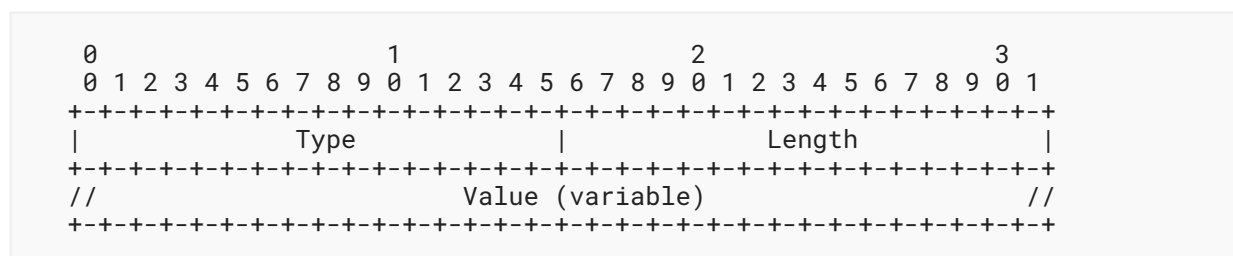 0                   1                   2                   3
 0 1 2 3 4 5 6 7 8 9 0 1 2 3 4 5 6 7 8 9 0 1 2 3 4 5 6 7 8 9 0 1
+-+-+-+-+-+-+-+-+-+-+-+-+-+-+-+-+-+-+-+-+-+-+-+-+-+-+-+-+-+-+-+-+
|              Type             |             Length            |
+-+-+-+-+-+-+-+-+-+-+-+-+-+-+-+-+-+-+-+-+-+-+-+-+-+-+-+-+-+-+-+-+
//                        Value (variable)                     //
+-+-+-+-+-+-+-+-+-+-+-+-+-+-+-+-+-+-+-+-+-+-+-+-+-+-+-+-+-+-+-+-+